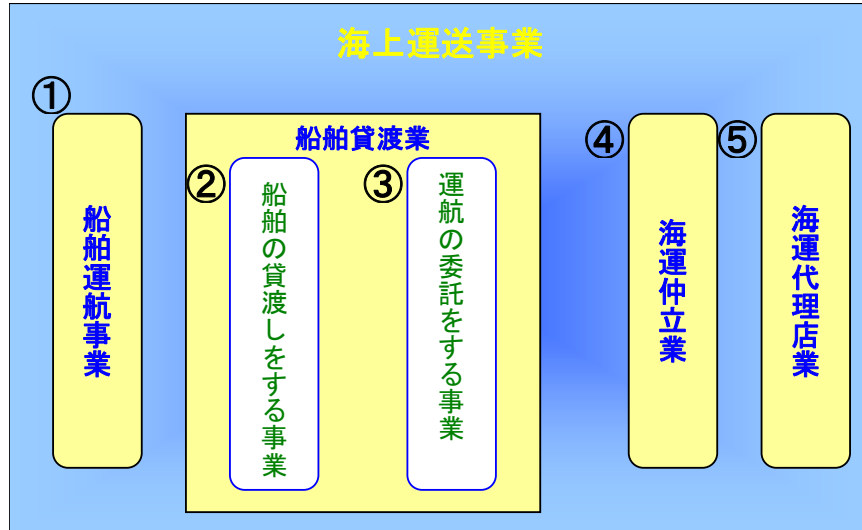 海上運送事業
①
船舶運航事業
船舶貸渡業
②
船舶の貸渡しをする事業
③
運航の委託をする事業
④
海運仲立業
⑤
海運代理店業